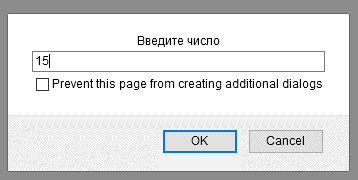 Введите число
15
Prevent this page from creating additional dialogs
OK Cancel